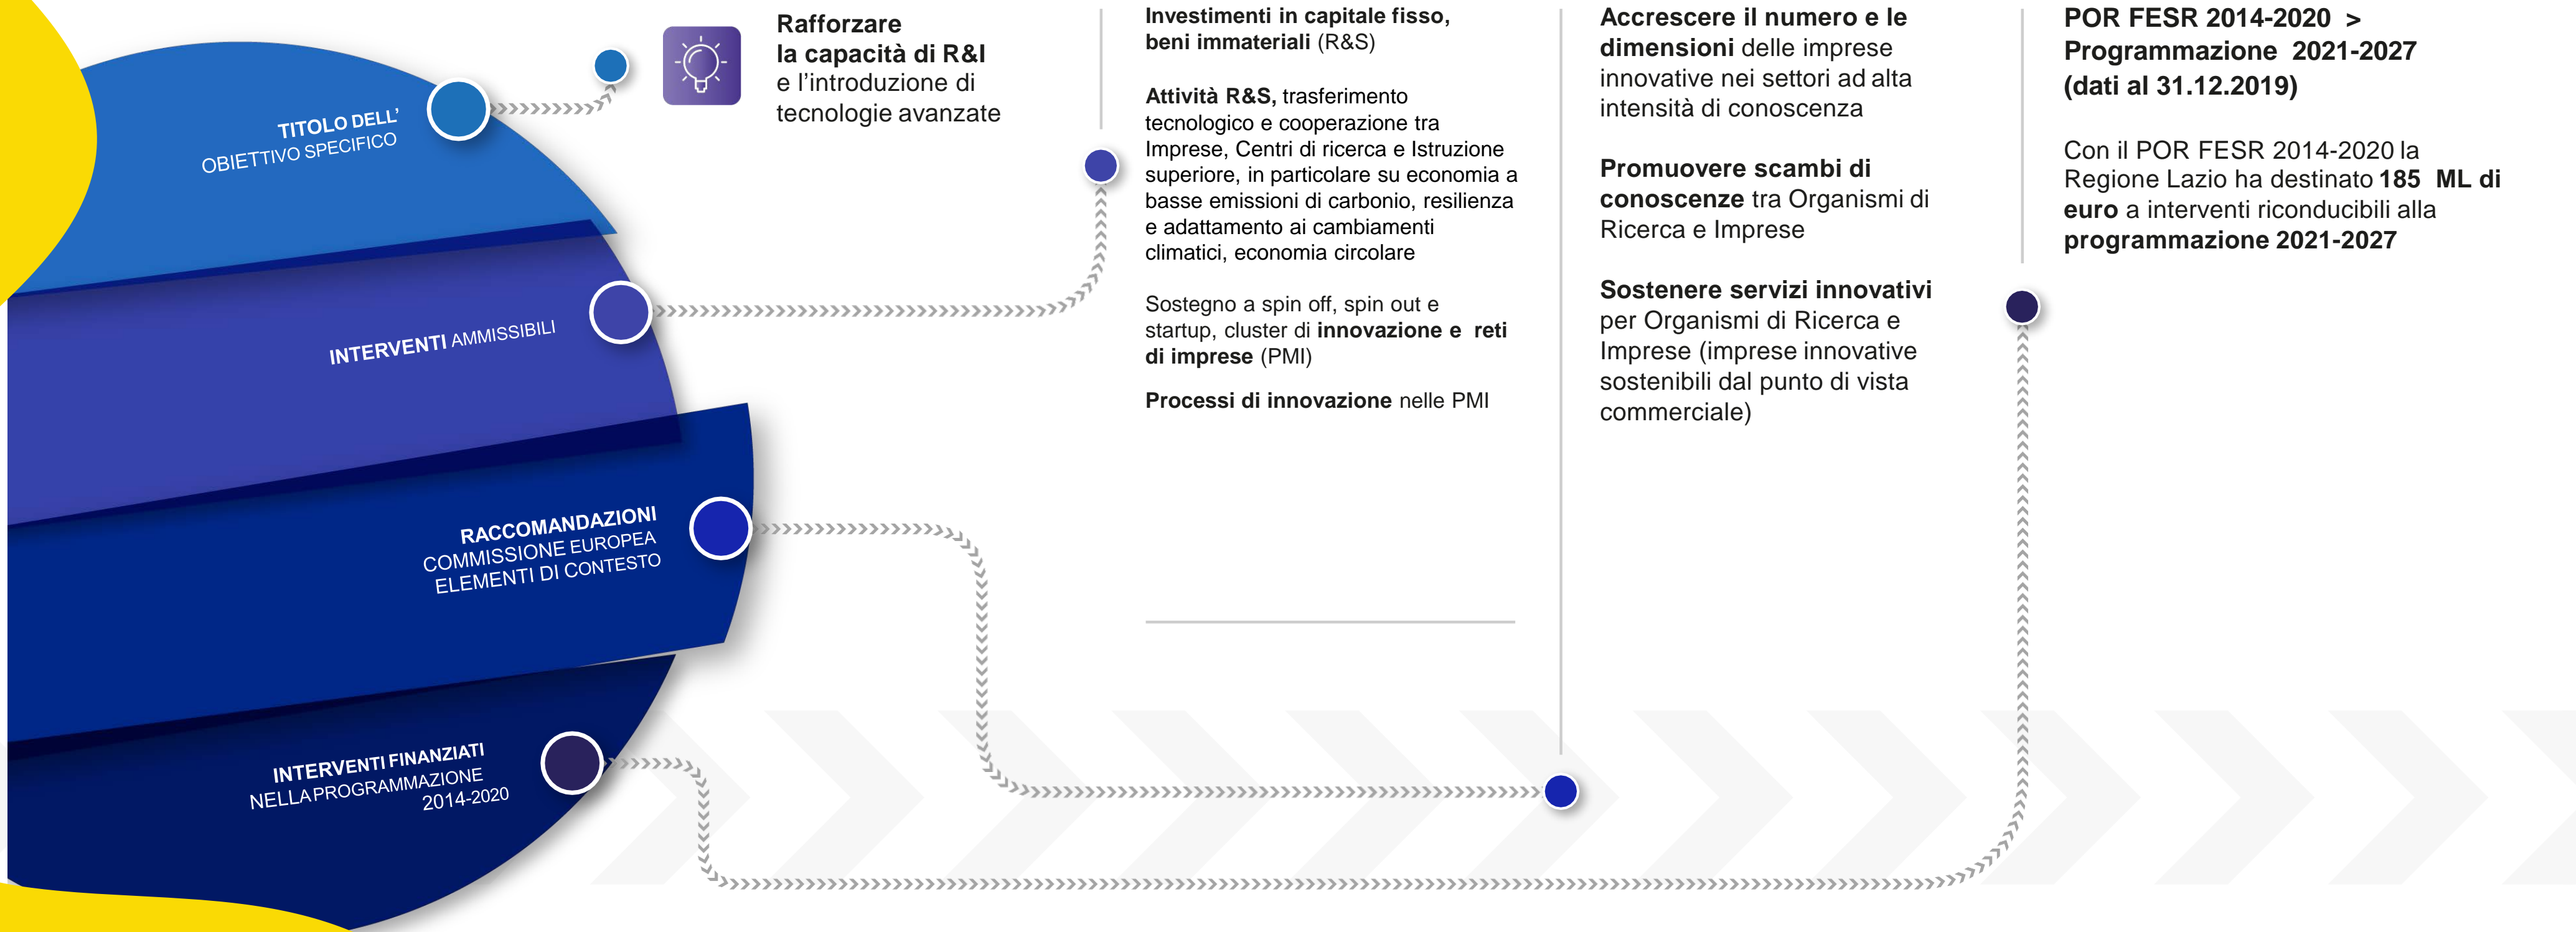 TITOLO DELL'
OBIETTIVO SPECIFICO
INTERVENTI AMMISSIBILI
RACCOMANDAZIONI
COMMISSIONE EUROPEA
ELEMENTI DI CONTESTO
INTERVENTI FINANZIATI
NELLA PROGRAMMAZIONE
2014-2020
Rafforzare
la capacità di R&I
e l'introduzione di
tecnologie avanzate
Investimenti in capitale fisso,
beni immateriali (R&S)
Attività R&S, trasferimento
tecnologico e cooperazione tra
Imprese, Centri di ricerca e Istruzione
superiore, in particolare su economia a
basse emissioni di carbonio, resilienza
e adattamento ai cambiamenti
climatici, economia circolare
Sostegno a spin off, spin out e
startup, cluster di innovazione e reti
di imprese (PMI)
Processi di innovazione nelle PMI
Accrescere il numero e le
dimensioni delle imprese
innovative nei settori ad alta
intensità di conoscenza
Promuovere scambi di
conoscenze tra Organismi di
Ricerca e Imprese
Sostenere servizi innovativi
per Organismi di Ricerca e
Imprese (imprese innovative
sostenibili dal punto di vista
commerciale)
POR FESR 2014-2020 >
Programmazione 2021-2027
(dati al 31.12.2019)
Con il POR FESR 2014-2020 la
Regione Lazio ha destinato 185 ML di
euro a interventi riconducibili alla
programmazione 2021-2027